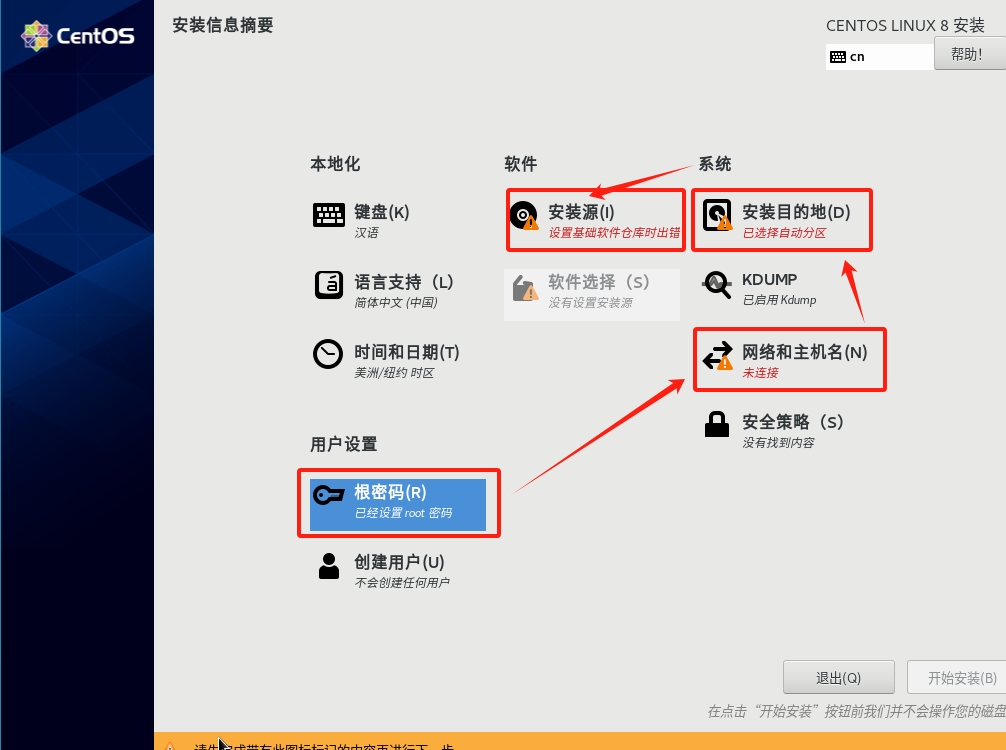 CentOS
安装信息摘要
CENTOS LINUX 8 安装
cn
帮助!
本地化
键盘(K)
汉语
语言支持（L）
简体中文 (中国)
时间和日期(T)
美洲/纽约 时区
用户设置
根密码(R)
已经设置 root 密码
创建用户(U)
不会创建任何用户
软件
安装源(I)
设置基础软件仓库时出错
软件选择（S）
没有设置安装源
系统
安装目的地(D)
已选择自动分区
KDUMP
已启用 Kdump
网络和主机名(N)
未连接
安全策略（S）
没有找到内容
退出(Q)
开始安装(B)
在点击“开始安装”按钮前我们并不会操作您的磁盘
请先完成带有此图标标记的内容再进行下一步